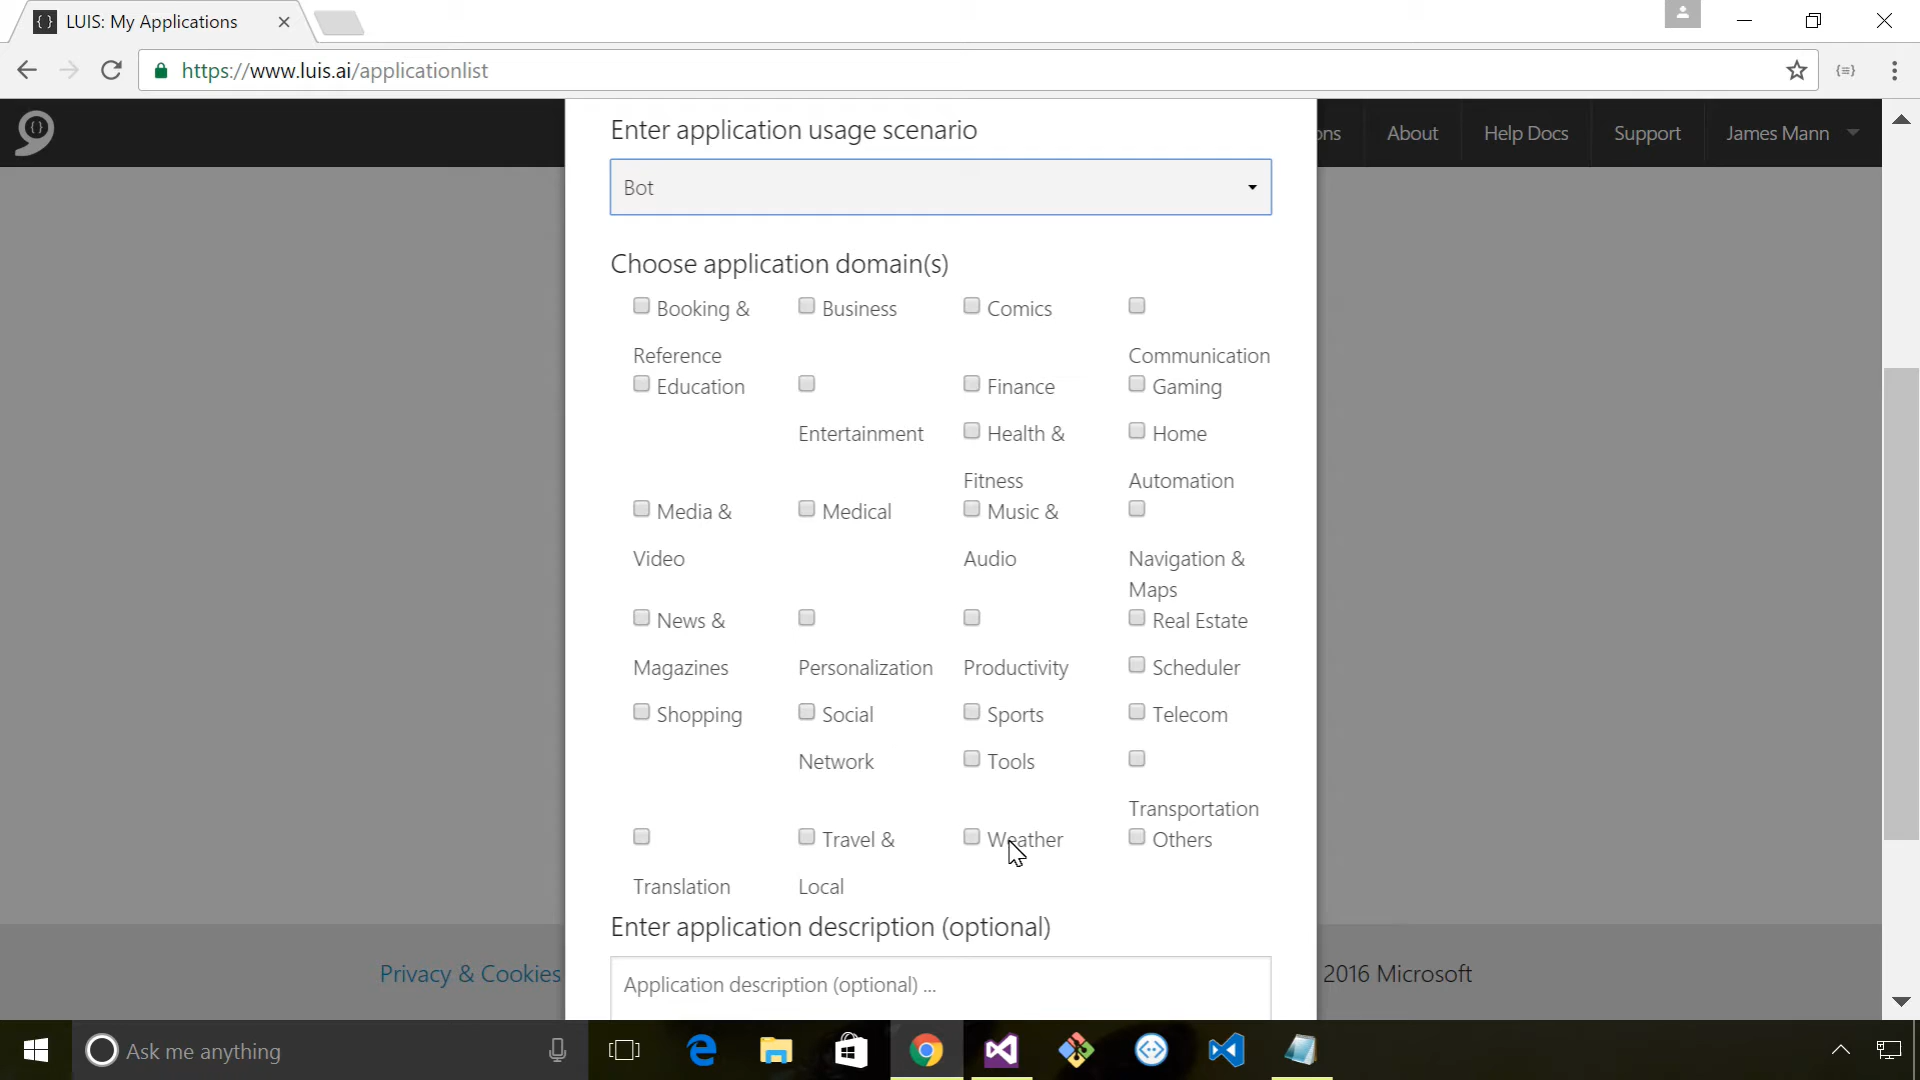 LUIS: My Applications
https://www.luis.ai/applicationlist
ons About Help Docs Support James Mann
Enter application usage scenario
Bot
Choose application domain(s)
Booking & Business Comics
Reference Communication
Education Finance Gaming
Entertainment Health & Home
Fitness Automation
Media & Medical Music &
Video Audio Navigation &
Maps
News & Real Estate
Magazines Personalization Productivity Scheduler
Shopping Social Sports Telecom
Network Tools
Transportation
Travel & Weather Others
Translation Local
Enter application description (optional)
Application description (optional) ...
Privacy & Cookies 2016 Microsoft
Ask me anything